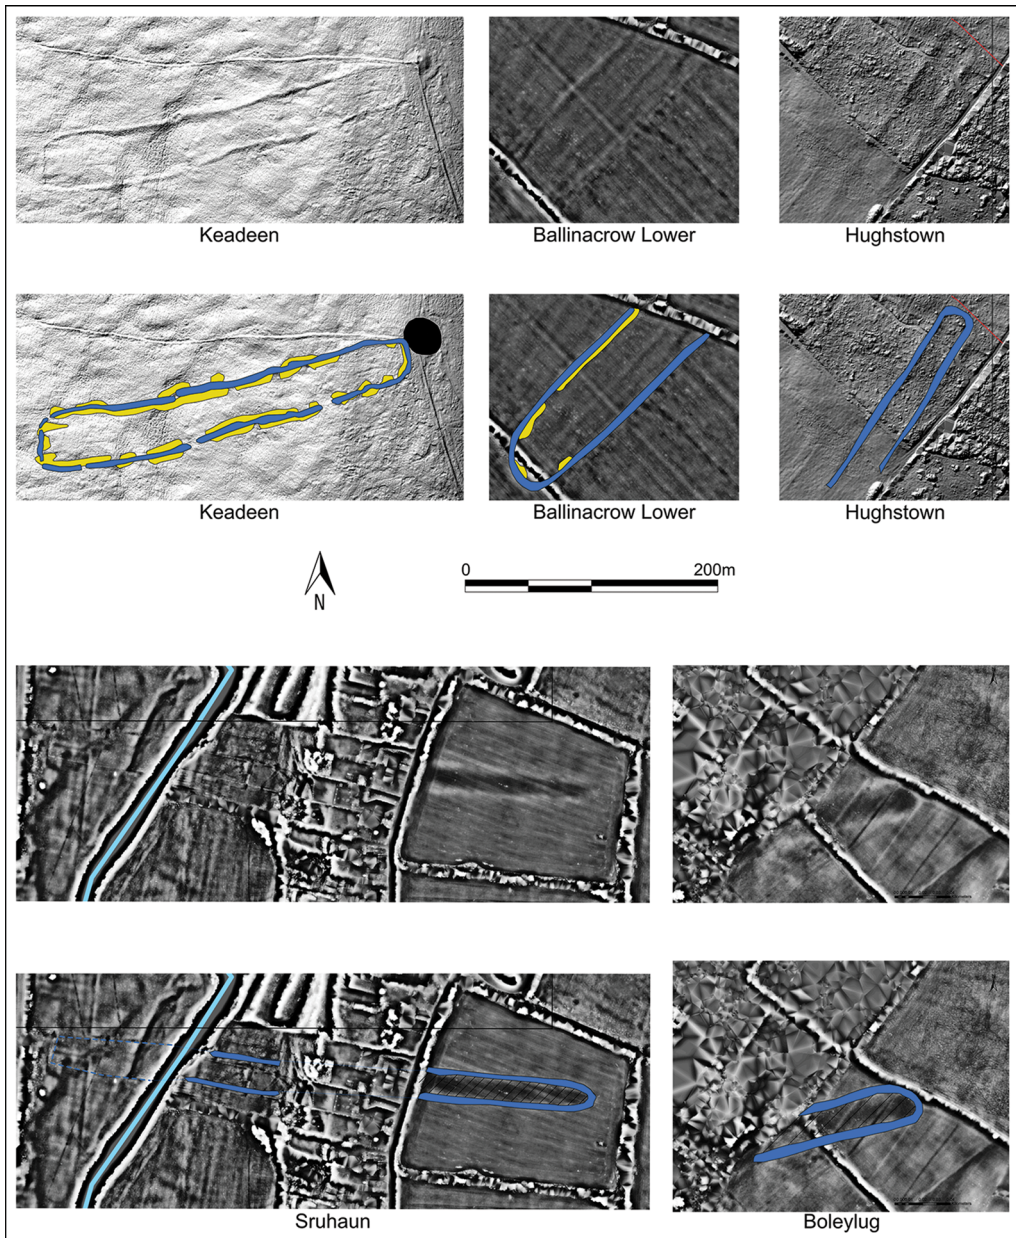 Keadeen
Ballinacrow Lower
Hughstown
Keadeen
Ballinacrow Lower
Hughstown
N
0 200m
Sruhaun
Boleylug